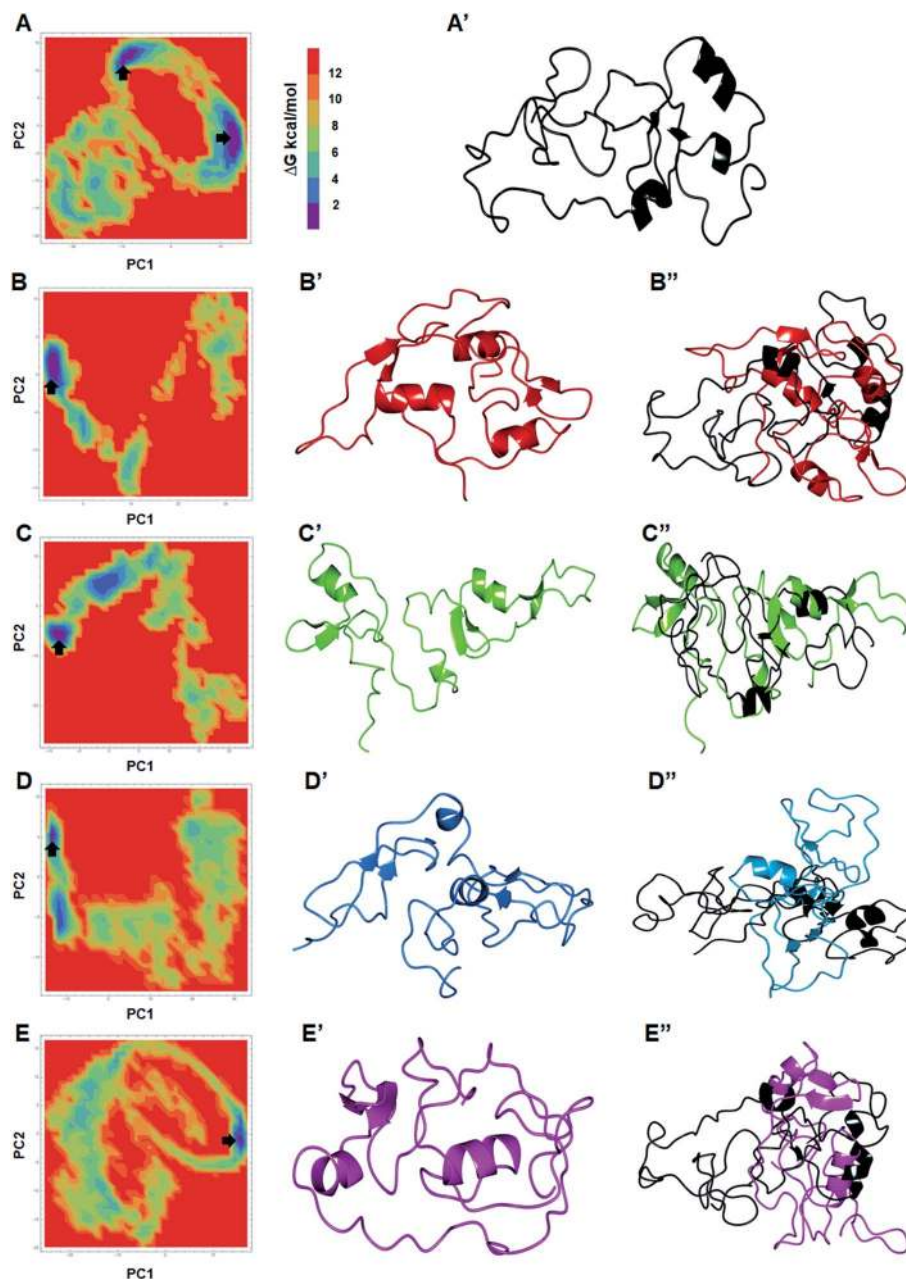 A
PC2
PC1
12
10
8
6
4
2
ΔG kcal/mol
A’
B
PC2
PC1
B’
B’’
C
PC2
PC1
C’
C’’
D
PC2
PC1
D’
D’’
E
PC2
PC1
E’
E’’